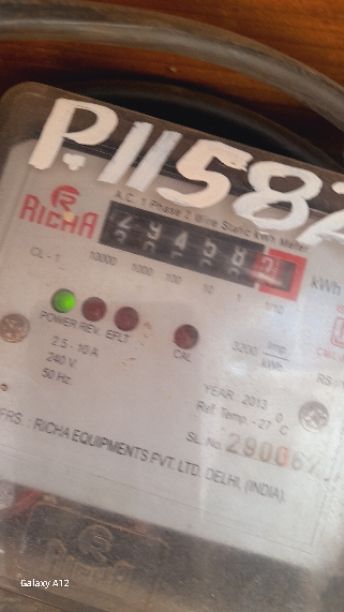 P.11582
A.C. 1 Phase 2 Wire Static kWh Meter
R
RICHA
kWh
CL - 1
10000 1000 100 10 1 1/10
POWER REV. EFLT
CAL
3200 Imp. kWh
2.5 - 10 A
240 V.
50 Hz.
YEAR 2013
Ref. Temp. - 27 °C
SL. No.
MFRS. : RICHA EQUIPMENTS PVT. LTD. DELHI, (INDIA).
Galaxy A12